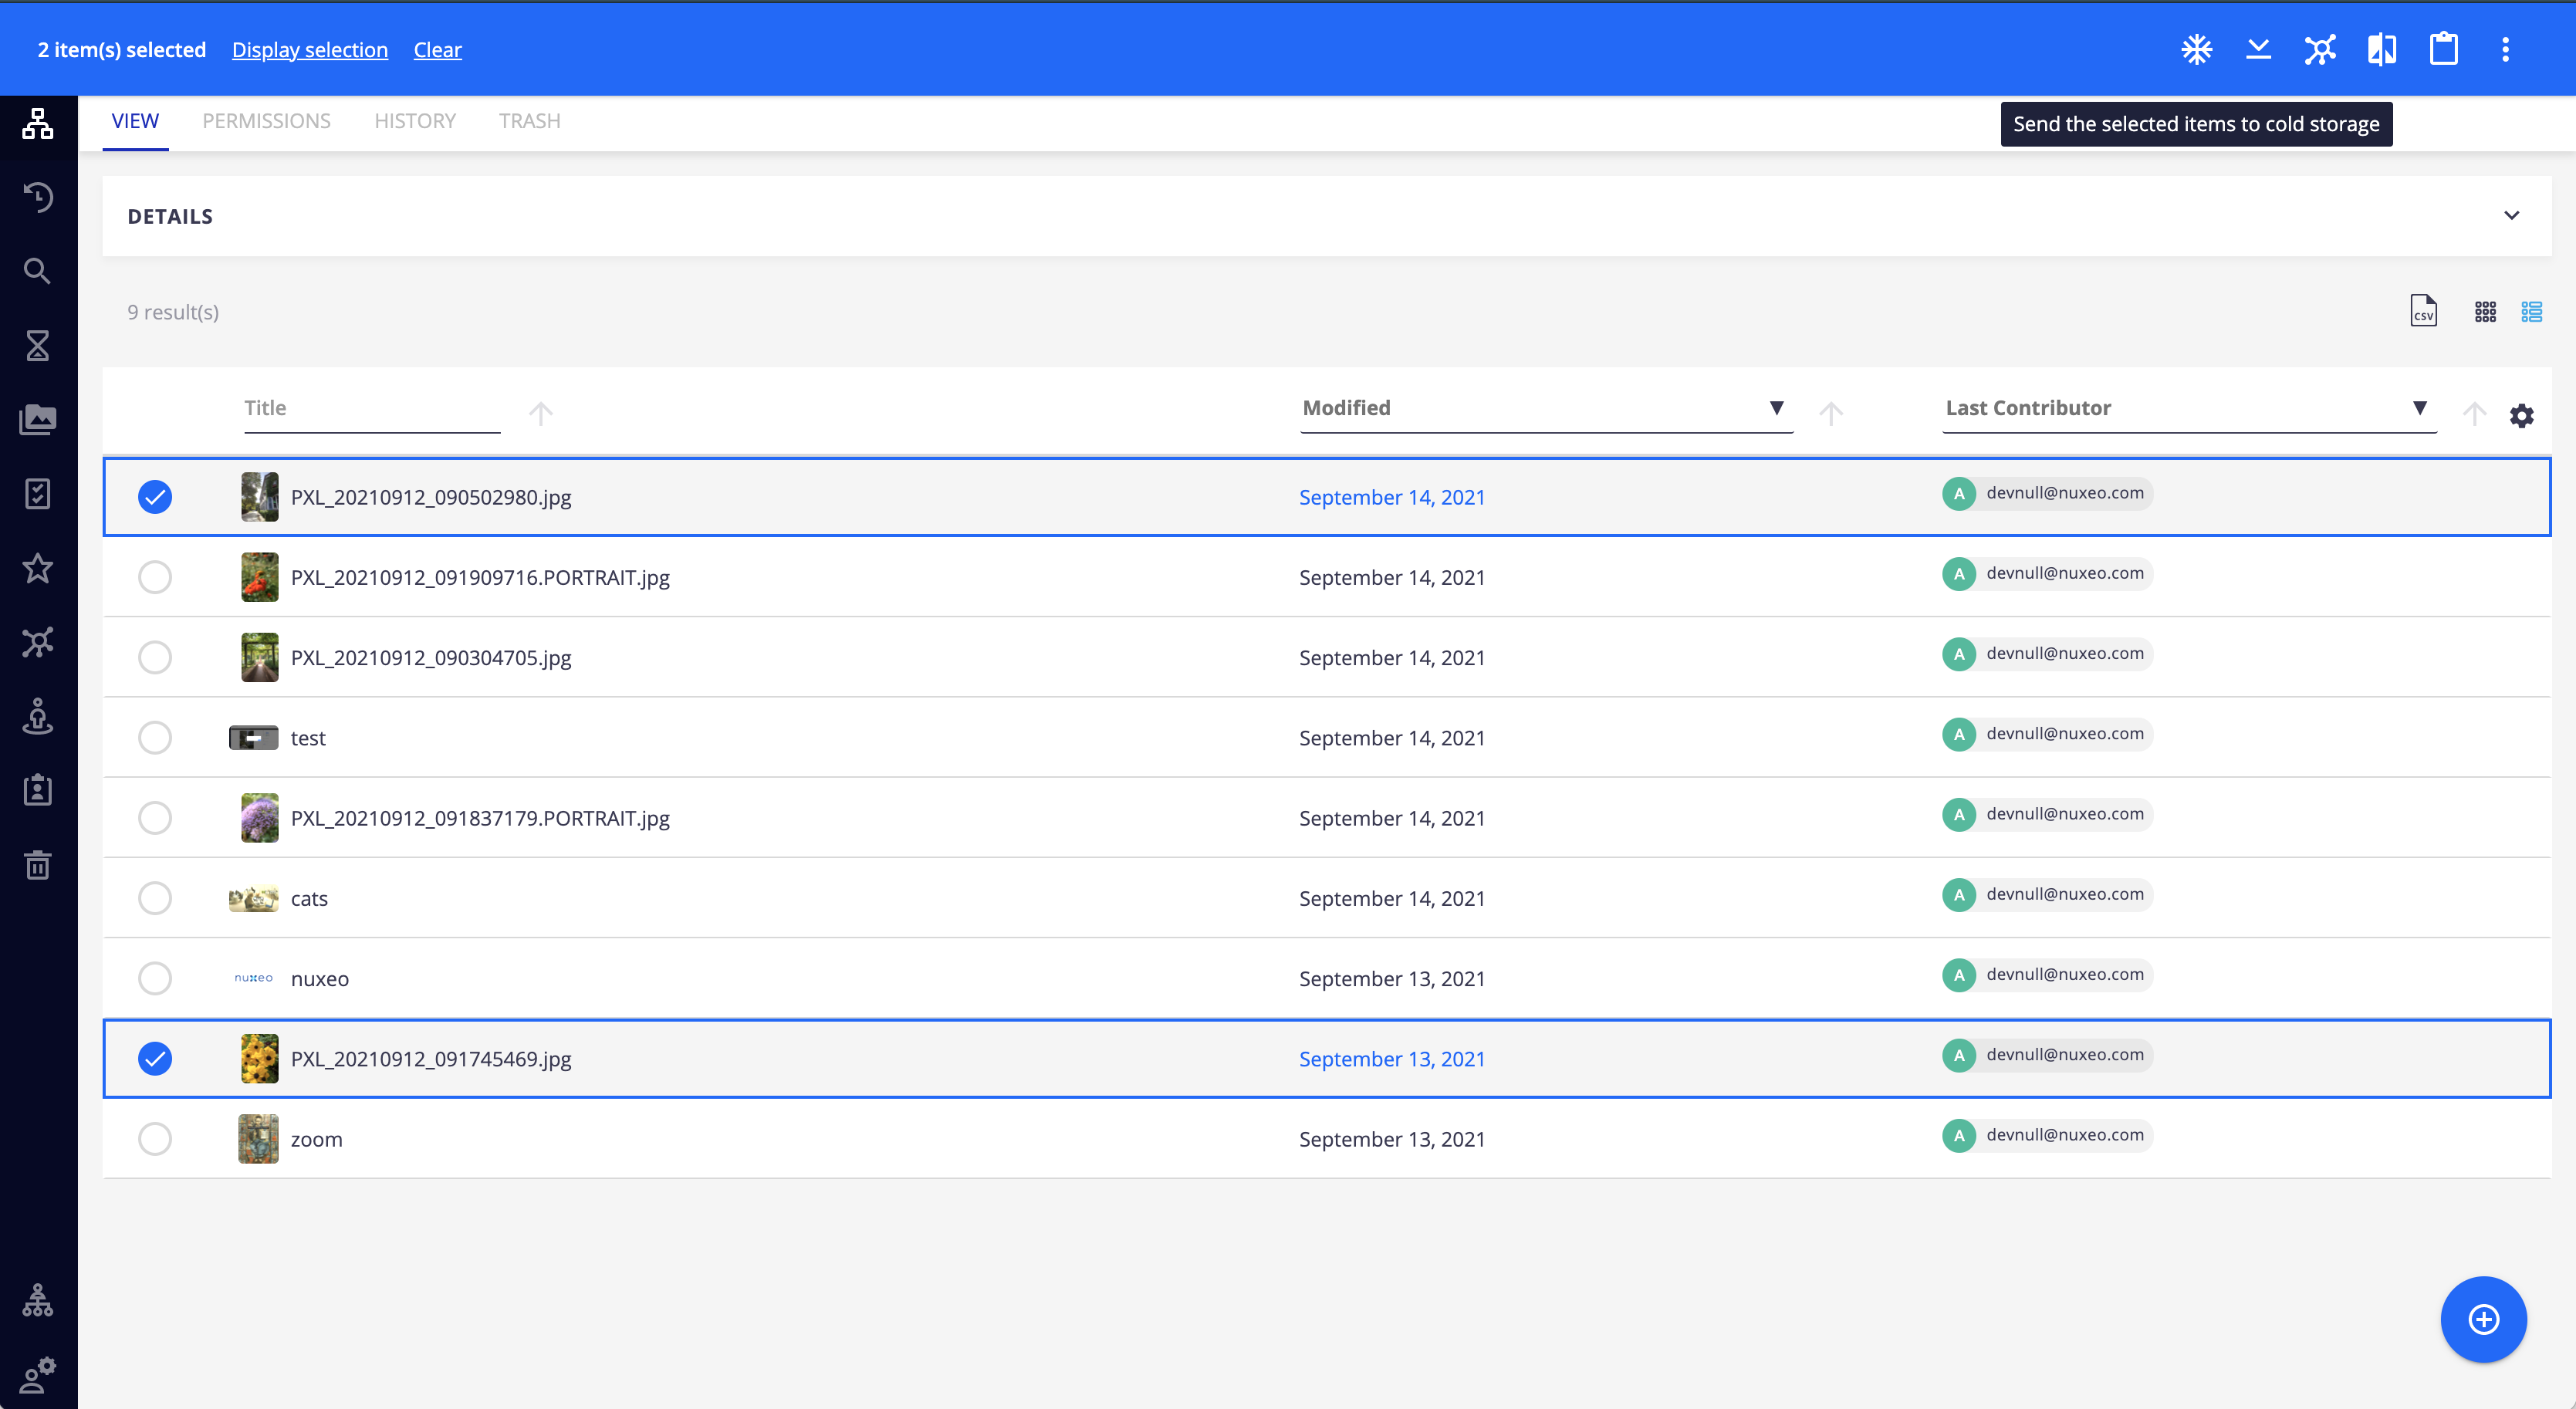 2 item(s) selected Display selection Clear
VIEW PERMISSIONS HISTORY TRASH
Send the selected items to cold storage
DETAILS
9 result(s)
CSV
Title Modified Last Contributor
PXL_20210912_090502980.jpg September 14, 2021 A devnull@nuxeo.com
PXL_20210912_091909716.PORTRAIT.jpg September 14, 2021 A devnull@nuxeo.com
PXL_20210912_090304705.jpg September 14, 2021 A devnull@nuxeo.com
test September 14, 2021 A devnull@nuxeo.com
PXL_20210912_091837179.PORTRAIT.jpg September 14, 2021 A devnull@nuxeo.com
cats September 14, 2021 A devnull@nuxeo.com
nuxeo nuxeo September 13, 2021 A devnull@nuxeo.com
PXL_20210912_091745469.jpg September 13, 2021 A devnull@nuxeo.com
zoom September 13, 2021 A devnull@nuxeo.com